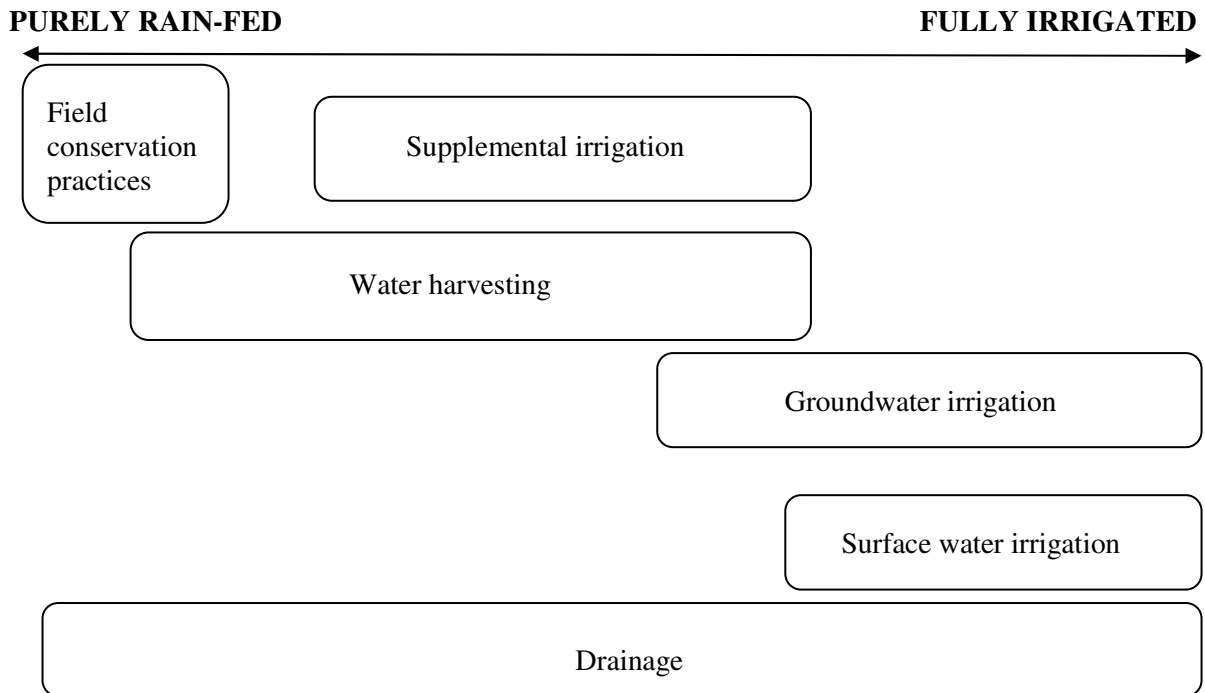 PURELY RAIN-FED
FULLY IRRIGATED
Field
conservation
practices
Supplemental irrigation
Water harvesting
Groundwater irrigation
Surface water irrigation
Drainage